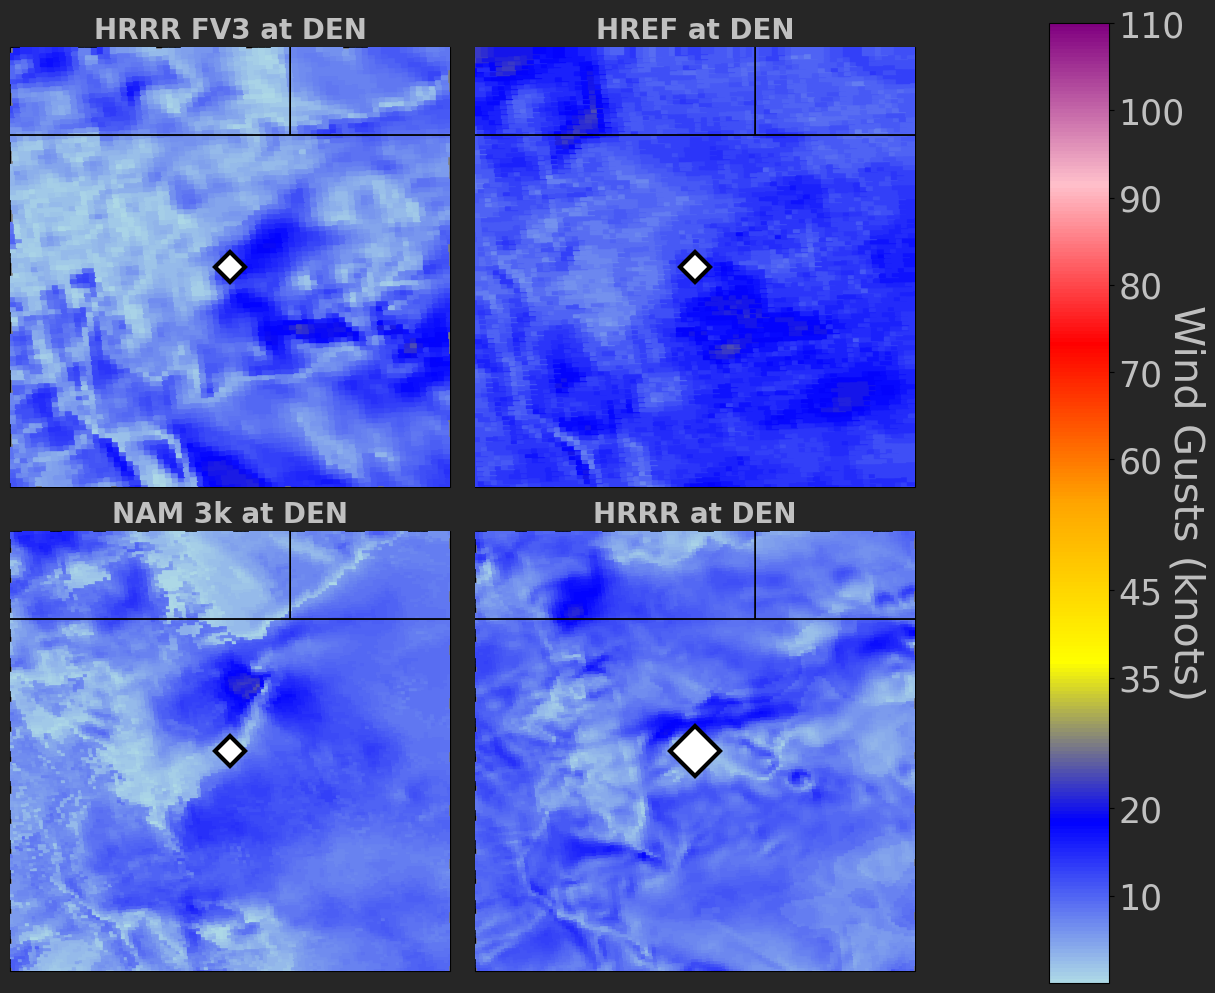 HRRR FV3 at DEN
HREF at DEN
NAM 3k at DEN
HRRR at DEN
110
100
90
80
70
60
45
35
20
10
Wind Gusts (knots)